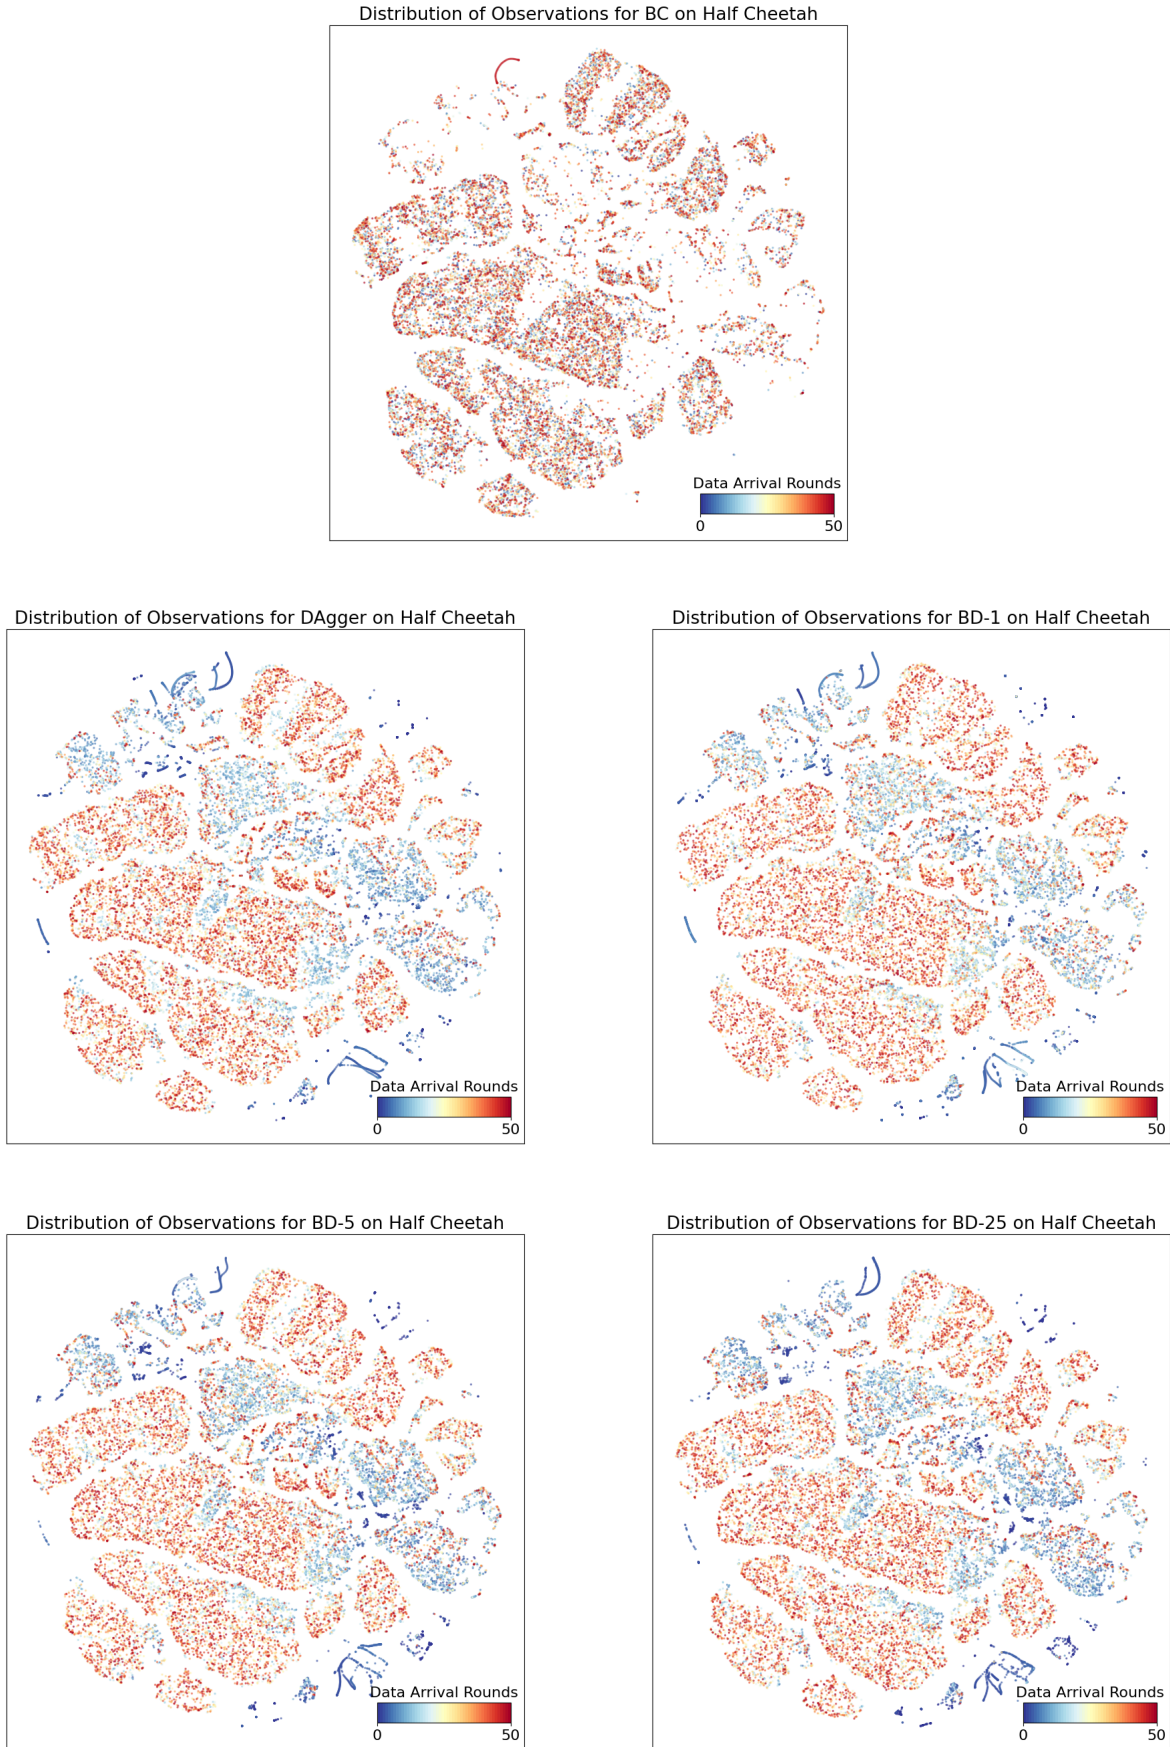 Distribution of Observations for BC on Half Cheetah
Data Arrival Rounds
0 50
Distribution of Observations for DAgger on Half Cheetah
Data Arrival Rounds
0 50
Distribution of Observations for BD-1 on Half Cheetah
Data Arrival Rounds
0 50
Distribution of Observations for BD-5 on Half Cheetah
Data Arrival Rounds
0 50
Distribution of Observations for BD-25 on Half Cheetah
Data Arrival Rounds
0 50